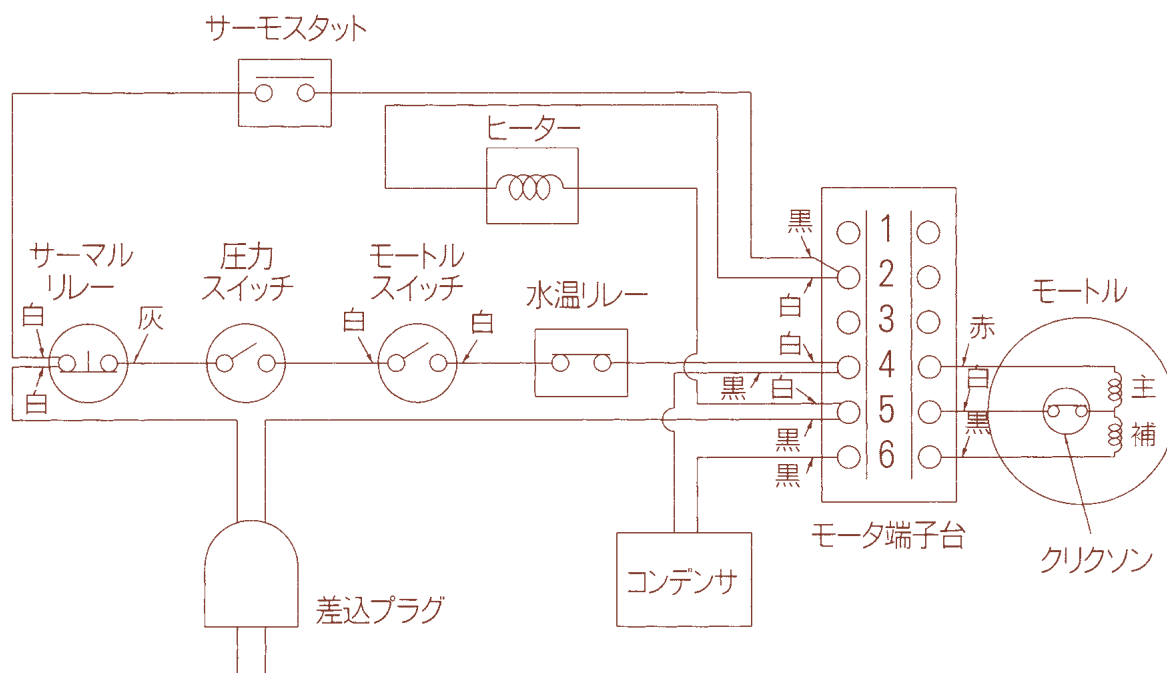 サーモスタット
ヒーター
黒
1
サーマル
リレー
圧力
スイッチ
モートル
スイッチ
水温リレー
2
モートル
白
白
灰
白
白
3
白
赤
4
主
白
黒
白
白
5
黒
補
黒
黒
6
モータ端子台
クリクソン
コンデンサ
差込プラグ